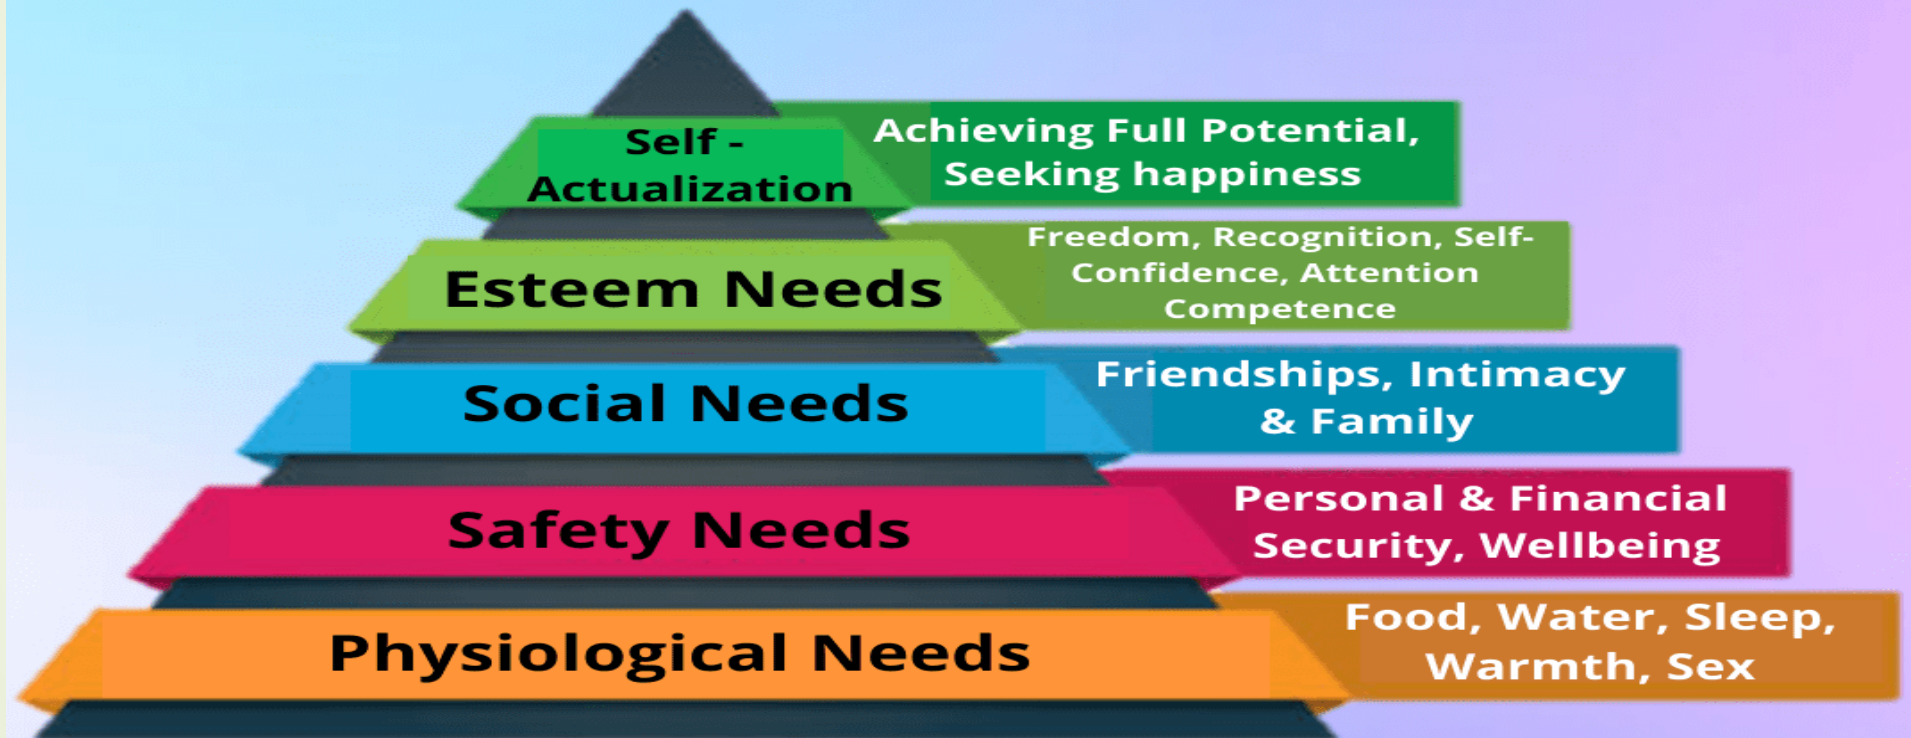 Self -
Actualization
Achieving Full Potential,
Seeking happiness
Esteem Needs
Freedom, Recognition, Self-
Confidence, Attention
Competence
Social Needs
Friendships, Intimacy
& Family
Safety Needs
Personal & Financial
Security, Wellbeing
Physiological Needs
Food, Water, Sleep,
Warmth, Sex